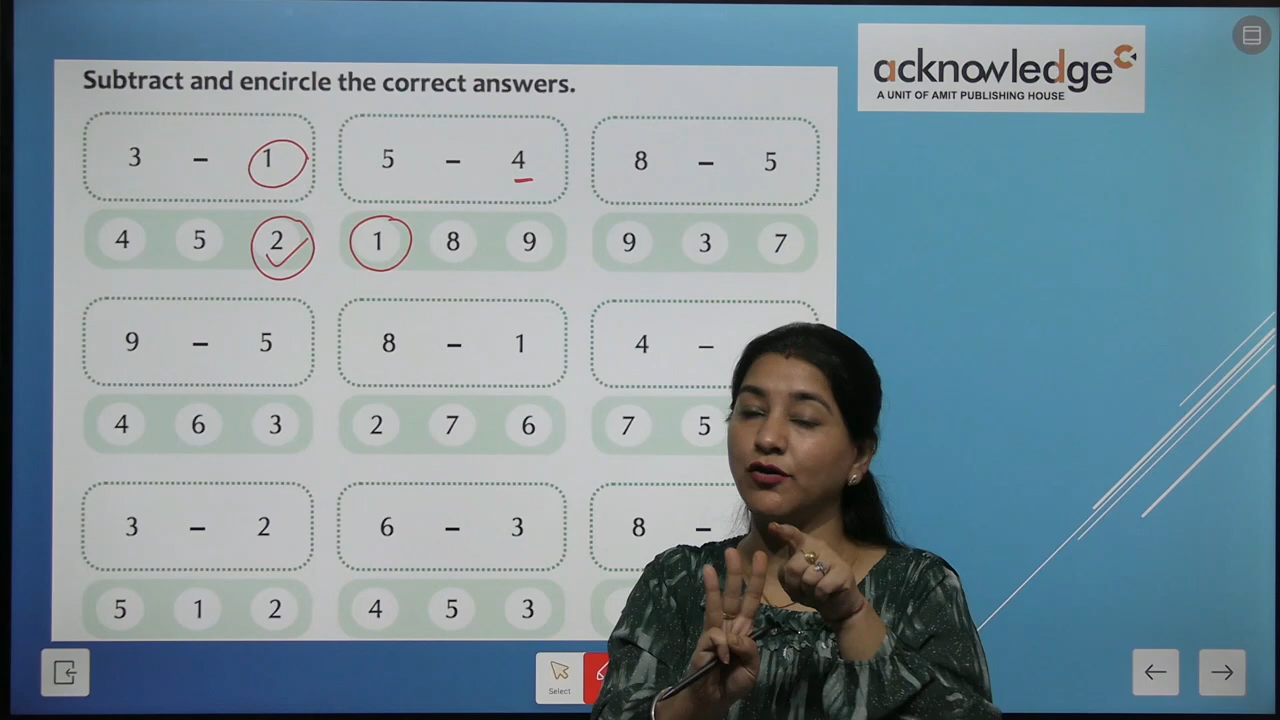 Subtract and encircle the correct answers.
acknowledge
A UNIT OF AMIT PUBLISHING HOUSE
3 – 1
5 – 4
8 – 5
4 5 2
1 8 9
9 3 7
9 – 5
8 – 1
4 –
4 6 3
2 7 6
7 5
3 – 2
6 – 3
8 –
5 1 2
4 5 3
Select